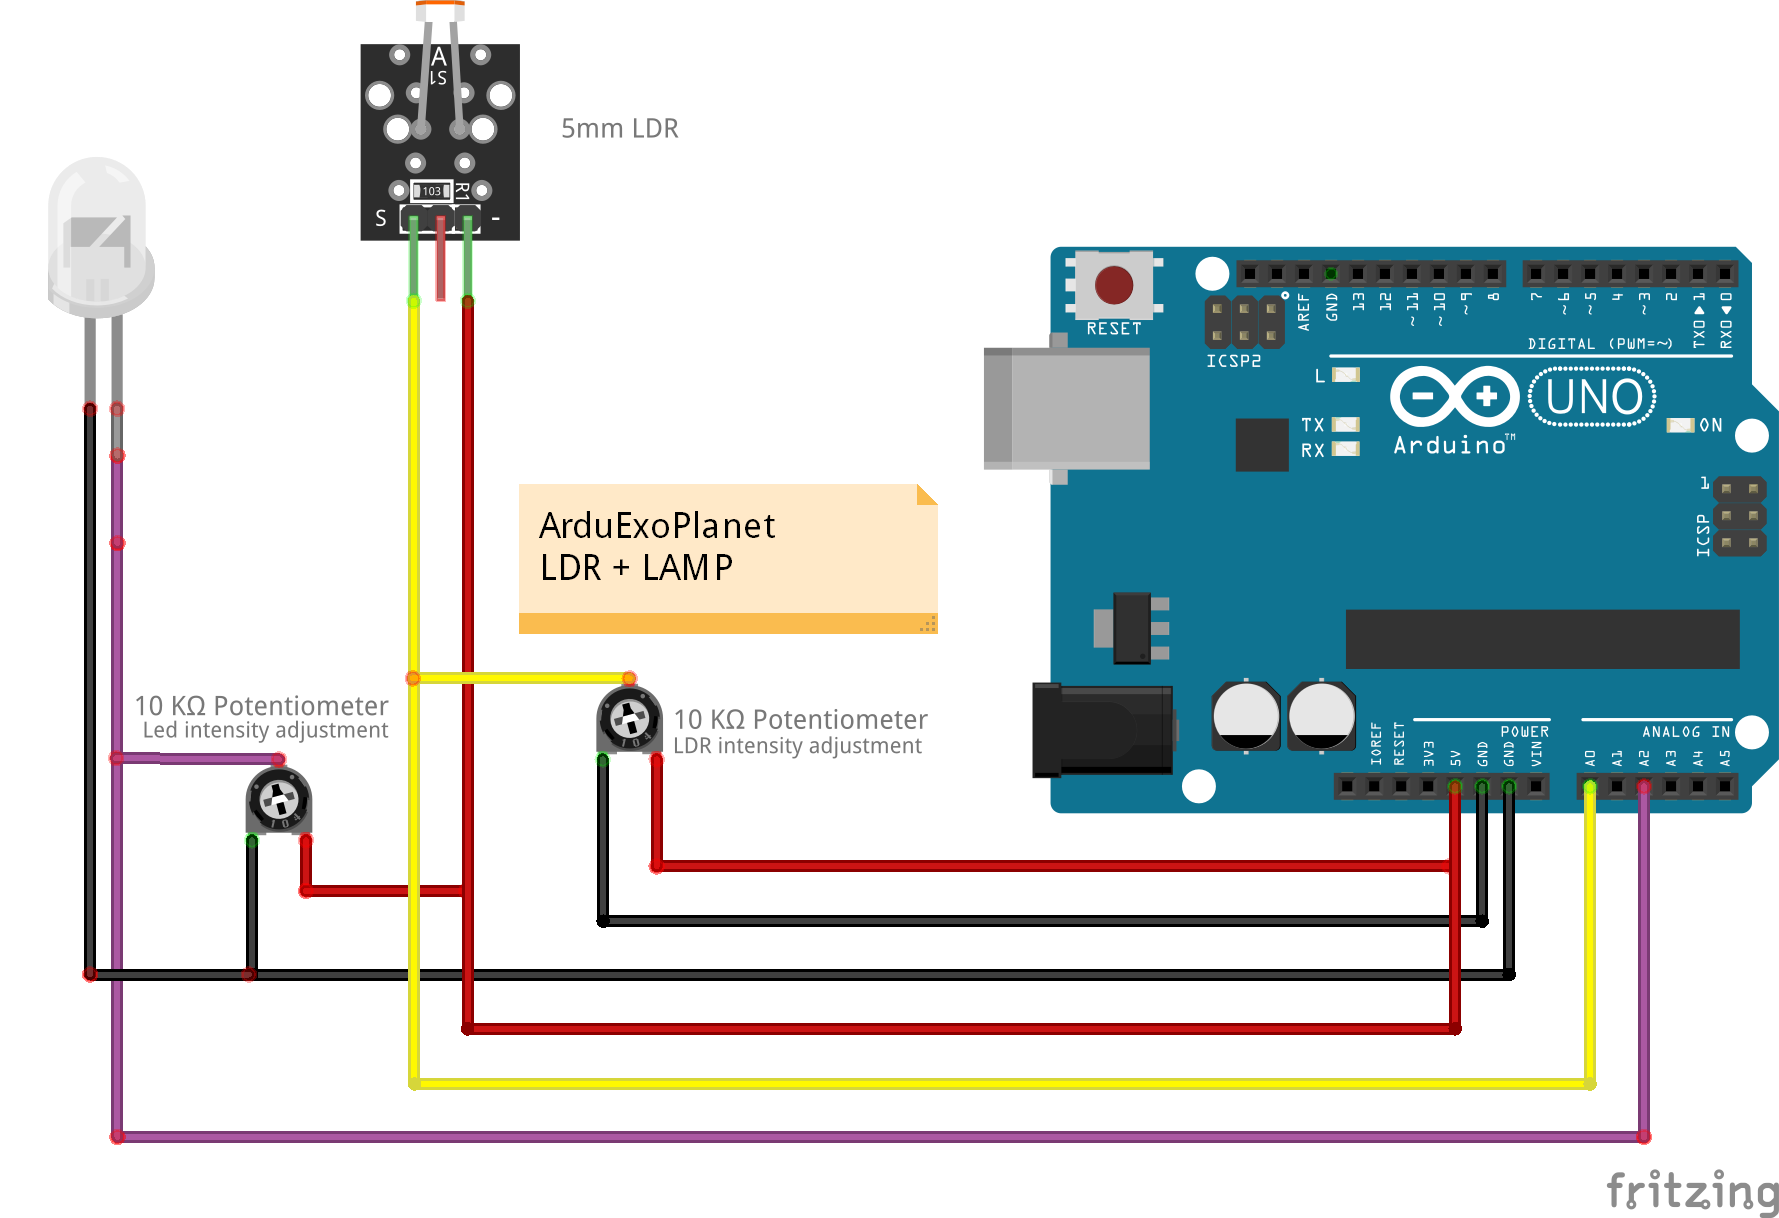 A
S1
103
R1
S
-
5mm LDR
ArduExoPlanet
LDR + LAMP
10 KΩ Potentiometer
Led intensity adjustment
104
10 KΩ Potentiometer
LDR intensity adjustment
104
RESET
ICSP2
AREF
GND
13
12
~11
~10
~9
8
7
~6
~5
4
~3
2
TX0▶1
RX0◀0
DIGITAL (PWM=~)
L
TX
RX
UNO
Arduino™
ON
1
ICSP
IOREF
RESET
3V3
5V
GND
GND
VIN
POWER
ANALOG IN
A0
A1
A2
A3
A4
A5
fritzing